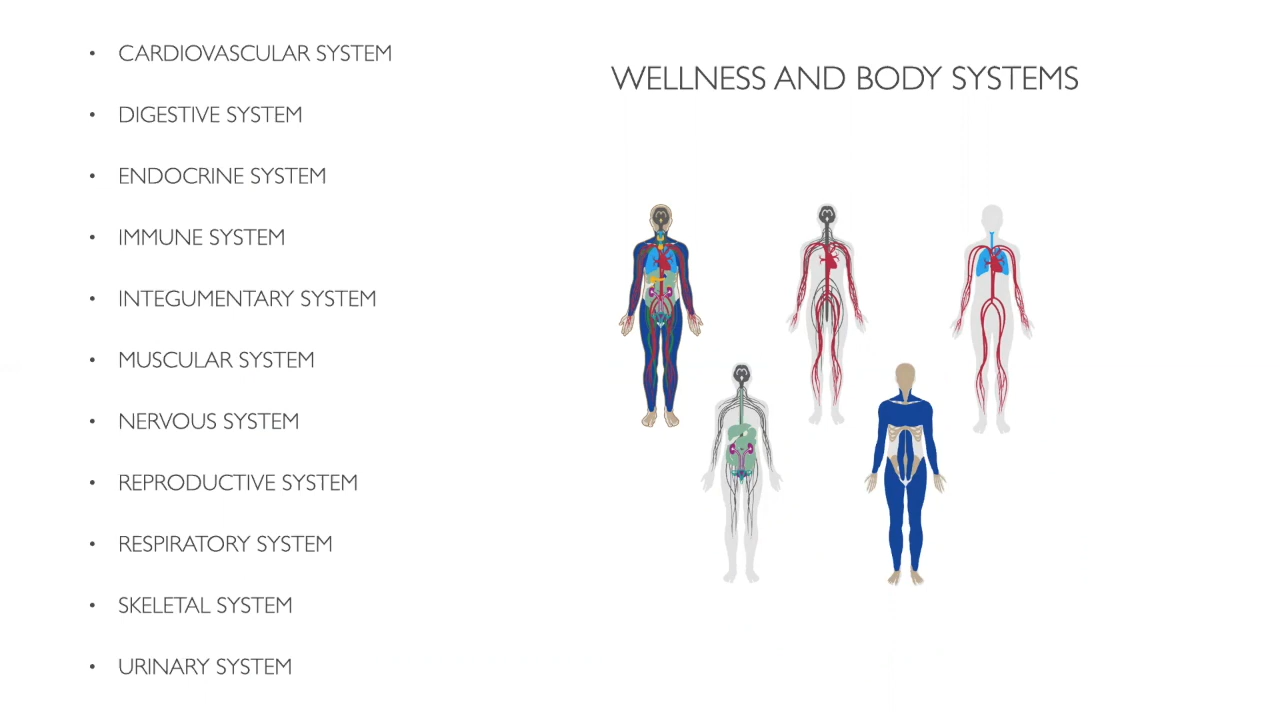 WELLNESS AND BODY SYSTEMS
• CARDIOVASCULAR SYSTEM
• DIGESTIVE SYSTEM
• ENDOCRINE SYSTEM
• IMMUNE SYSTEM
• INTEGUMENTARY SYSTEM
• MUSCULAR SYSTEM
• NERVOUS SYSTEM
• REPRODUCTIVE SYSTEM
• RESPIRATORY SYSTEM
• SKELETAL SYSTEM
• URINARY SYSTEM